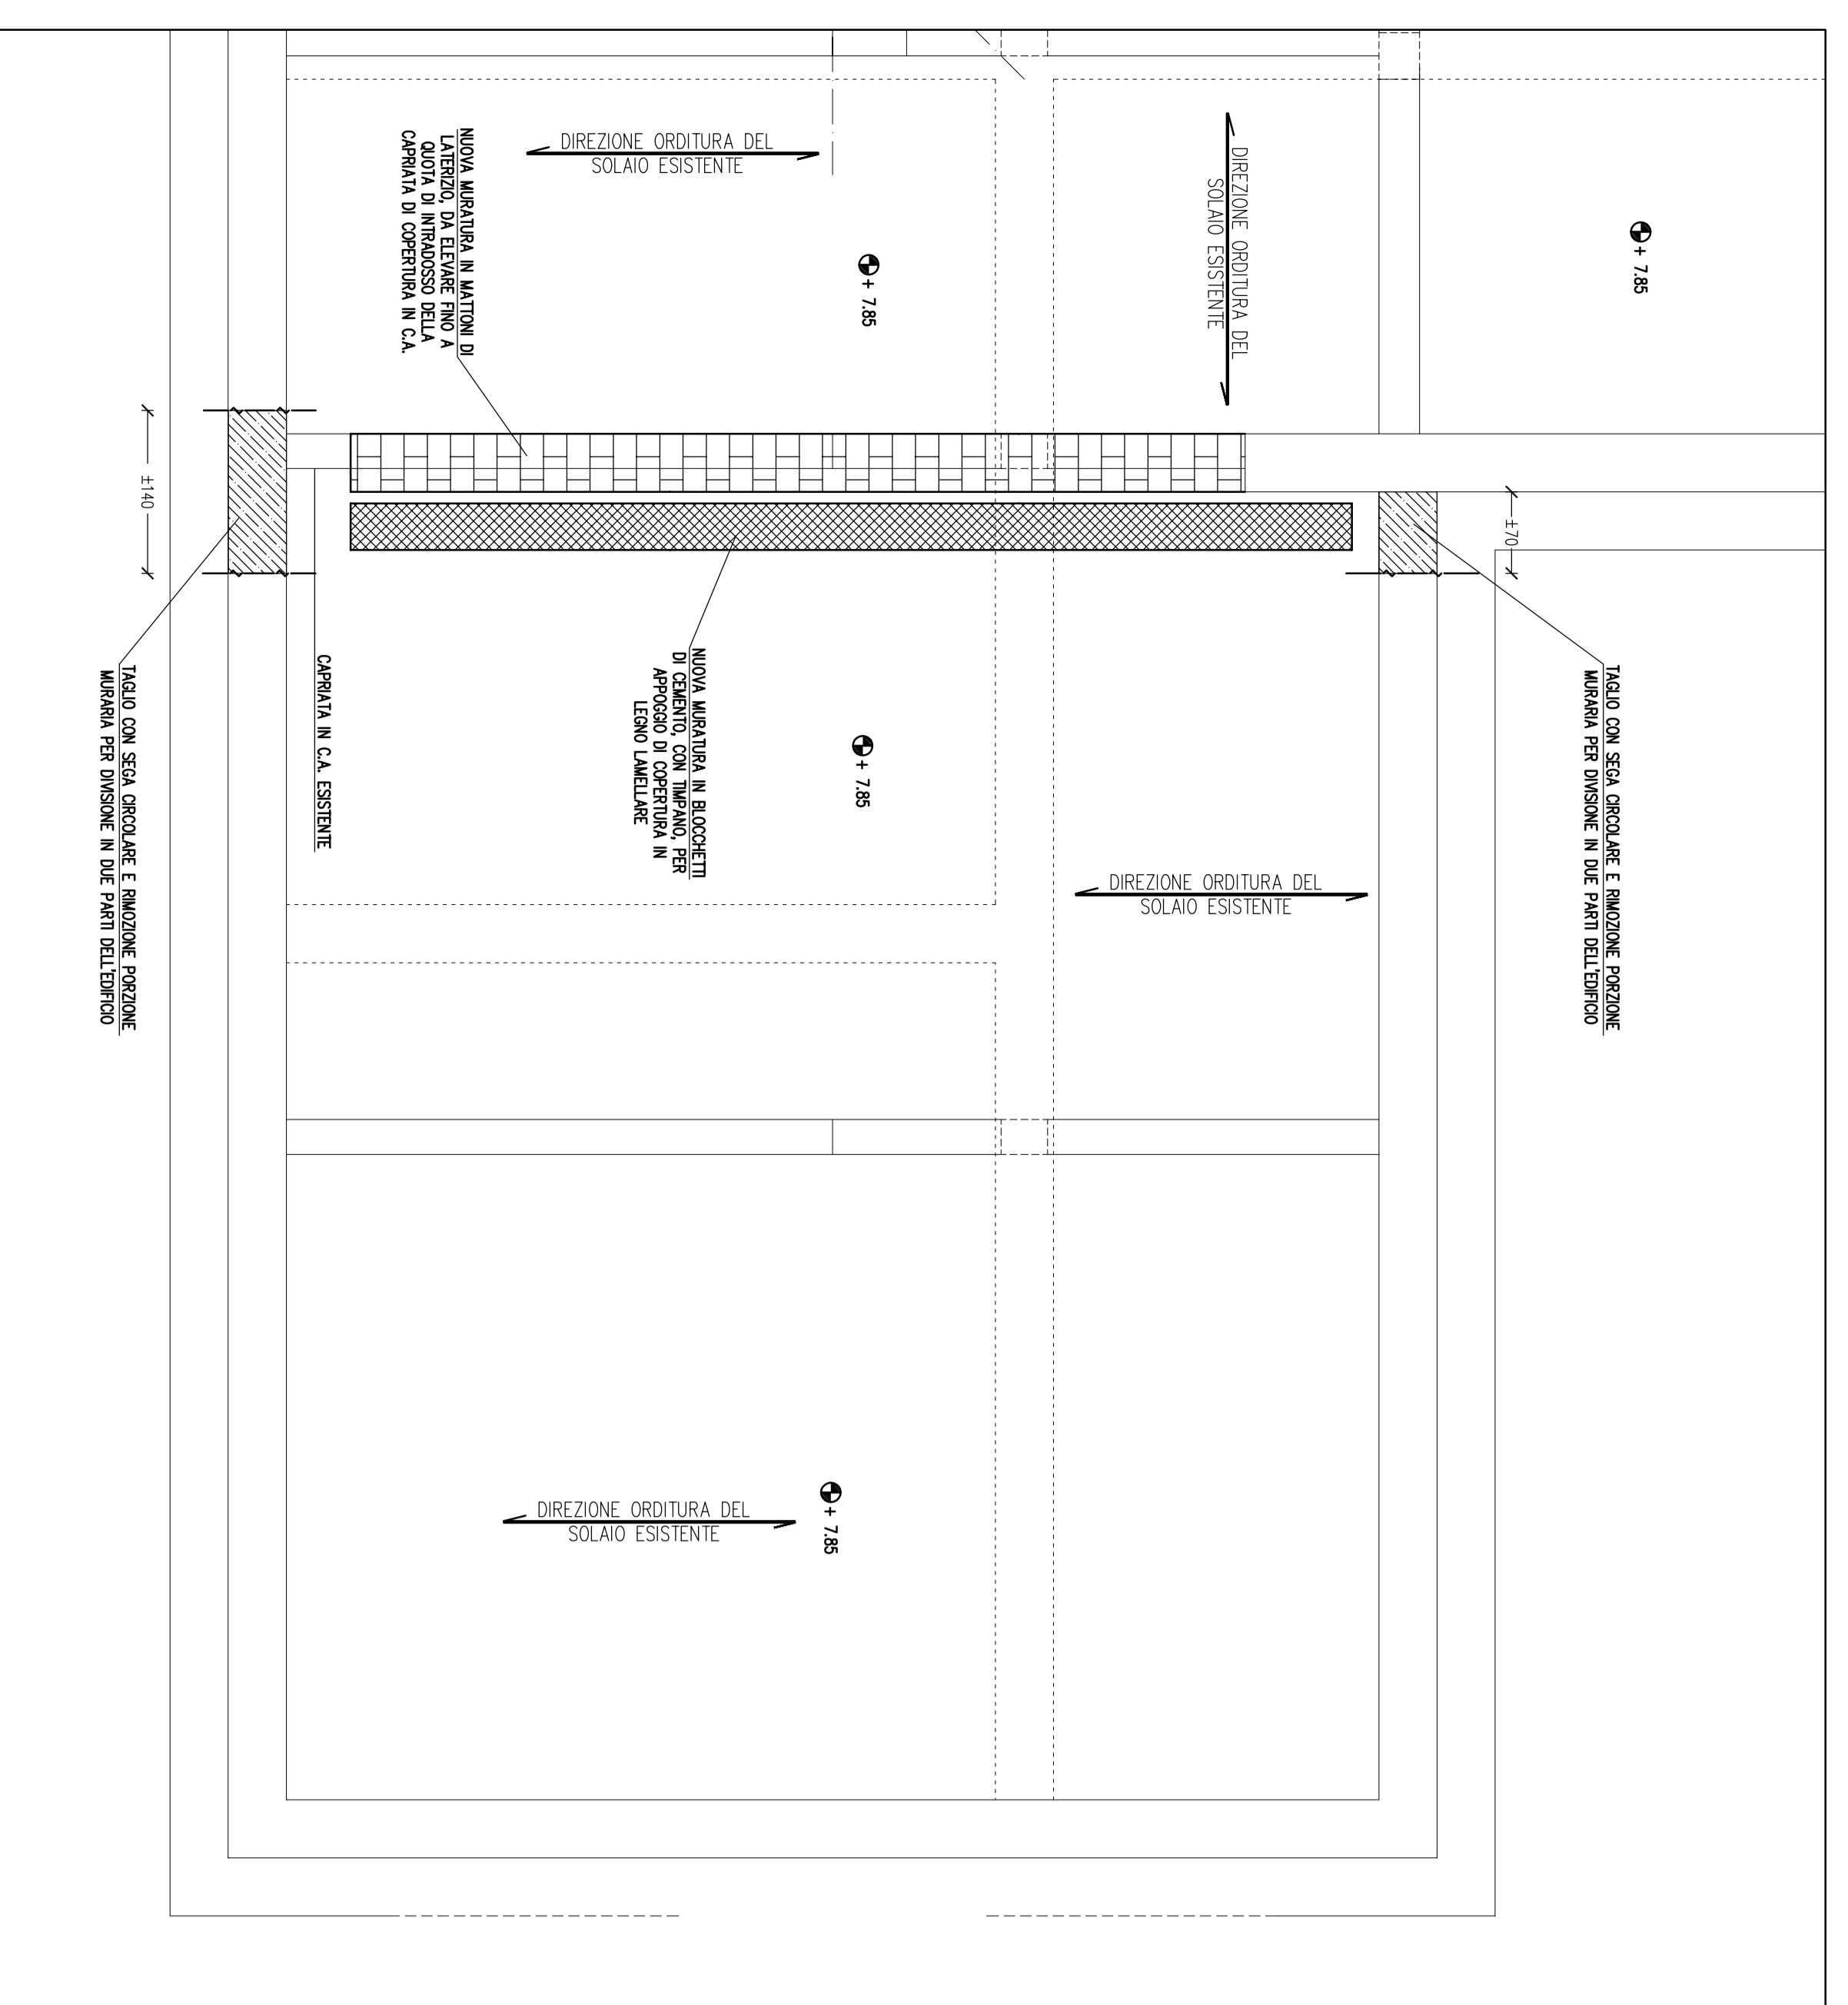 DIREZIONE ORDITURA DEL
SOLAIO ESISTENTE
DIREZIONE ORDITURA DEL
SOLAIO ESISTENTE
+ 7.85
+ 7.85
NUOVA MURATURA IN MATTONI DI
LATERIZIO, DA ELEVARE FINO A
QUOTA DI INTRADOSSO DELLA
CAPRIATA DI COPERTURA IN C.A.
±140
±70
TAGLIO CON SEGA CIRCOLARE E RIMOZIONE PORZIONE
MURARIA PER DIVISIONE IN DUE PARTI DELL'EDIFICIO
NUOVA MURATURA IN BLOCCHETTI
DI CEMENTO, CON TIMPANO, PER
APPOGGIO DI COPERTURA IN
LEGNO LAMELLARE
CAPRIATA IN C.A. ESISTENTE
TAGLIO CON SEGA CIRCOLARE E RIMOZIONE PORZIONE
MURARIA PER DIVISIONE IN DUE PARTI DELL'EDIFICIO
+ 7.85
DIREZIONE ORDITURA DEL
SOLAIO ESISTENTE
DIREZIONE ORDITURA DEL
SOLAIO ESISTENTE
+ 7.85